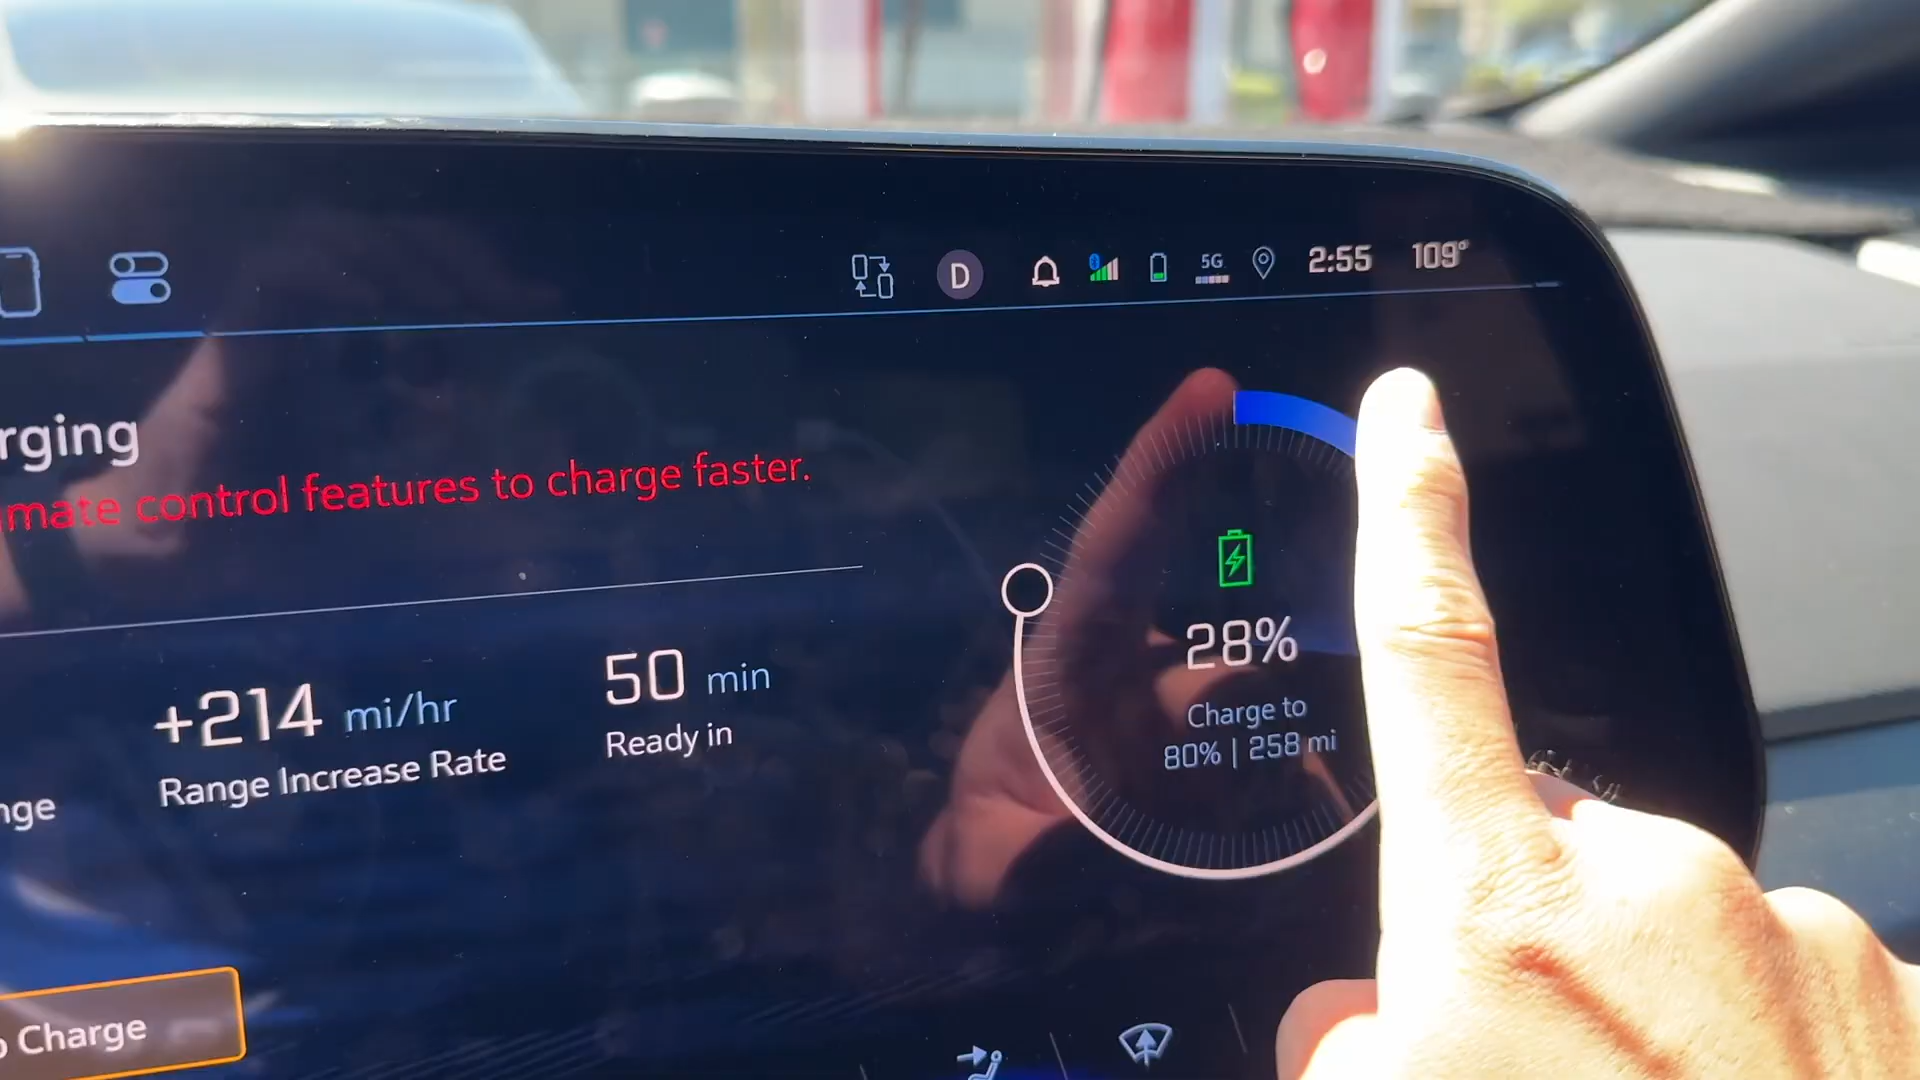 D 5G 2:55 109°
rging
mate control features to charge faster.
+214 mi/hr
Range Increase Rate
50 min
Ready in
nge
28%
Charge to
80% | 258 mi
Charge